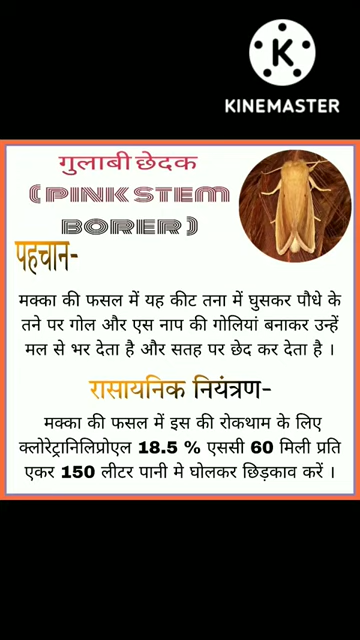 KINEMASTER
गुलाबी छेदक
( PINK STEM
BORER )
पहचान-
मक्का की फसल में यह कीट तना में घुसकर पौधे के
तने पर गोल और एस नाप की गोलियां बनाकर उन्हें
मल से भर देता है और सतह पर छेद कर देता है ।
रासायनिक नियंत्रण-
मक्का की फसल में इस की रोकथाम के लिए
क्लोरेट्रानिलिप्रोएल 18.5 % एससी 60 मिली प्रति
एकर 150 लीटर पानी मे घोलकर छिड़काव करें ।